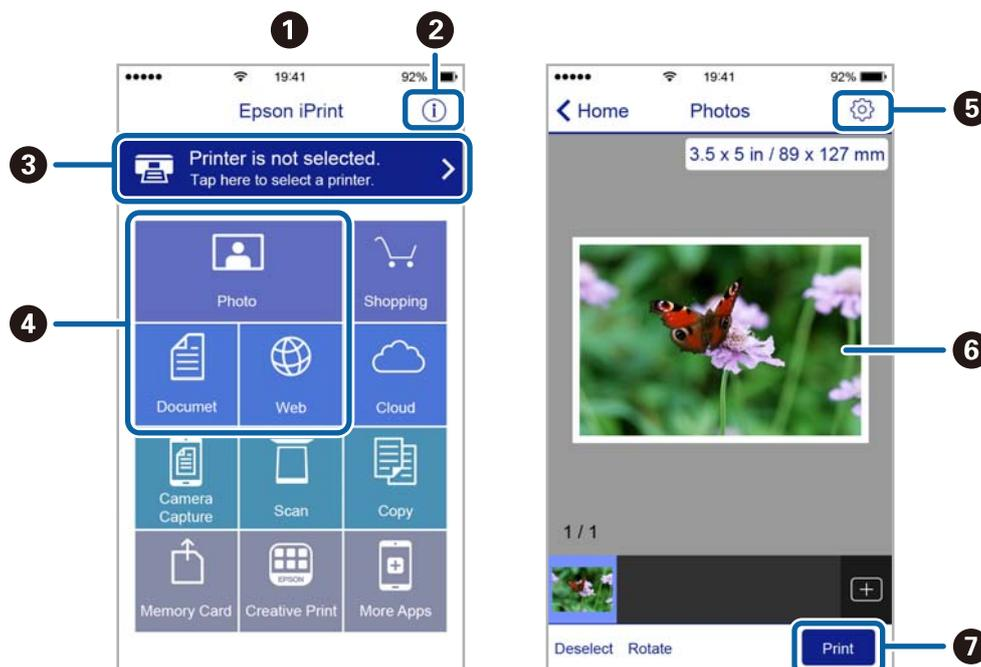 1
2
19:41
92%
Epson iPrint
i
3
Printer is not selected.
Tap here to select a printer.
4
Photo
Shopping
Documet
Web
Cloud
Camera
Capture
Scan
Copy
EPSON
Memory Card
Creative Print
More Apps
19:41
92%
Home
Photos
5
3.5 x 5 in / 89 x 127 mm
6
1 / 1
Deselect
Rotate
Print
7